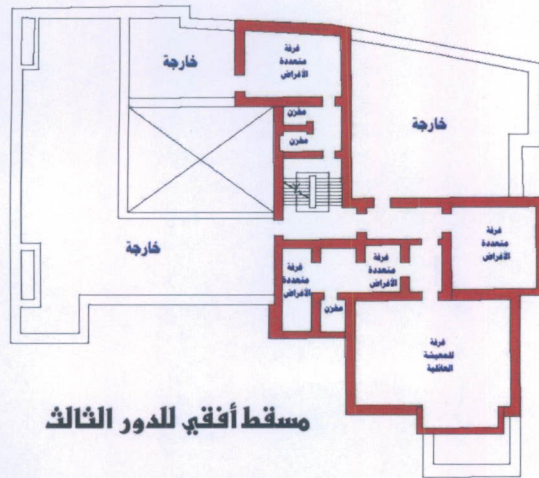 خارجة
غرفة
متعددة
الأغراض
خارجة
مخزن
مخزن
خارجة
غرفة
متعددة
الأغراض
غرفة
متعددة
الأغراض
غرفة
متعددة
الأغراض
مخزن
غرفة
للمعيشة
العائلية
مسقط أفقي للدور الثالث